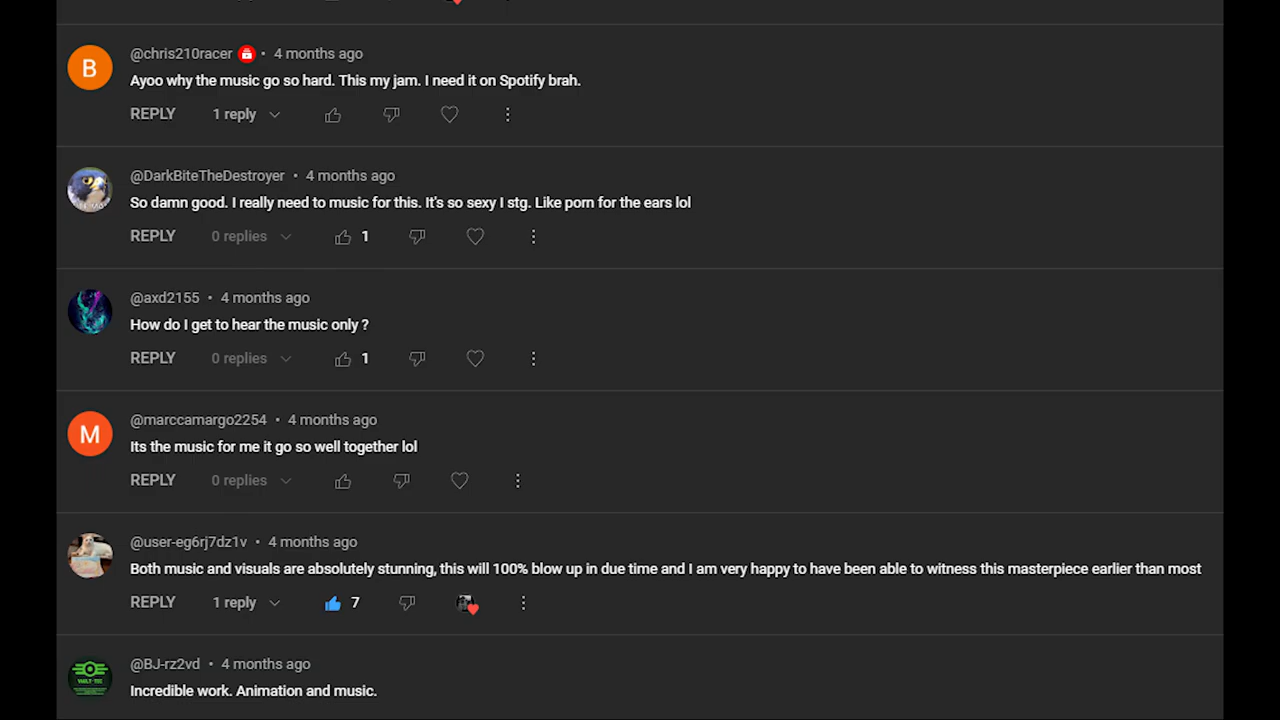 @chris210racer • 4 months ago
B
Ayoo why the music go so hard. This my jam. I need it on Spotify brah.
REPLY 1 reply
@DarkBiteTheDestroyer • 4 months ago
So damn good. I really need to music for this. It's so sexy I stg. Like porn for the ears lol
REPLY 0 replies 1
@axd2155 • 4 months ago
How do I get to hear the music only ?
REPLY 0 replies 1
@marccamargo2254 • 4 months ago
M
Its the music for me it go so well together lol
REPLY 0 replies
@user-eg6rj7dz1v • 4 months ago
Both music and visuals are absolutely stunning, this will 100% blow up in due time and I am very happy to have been able to witness this masterpiece earlier than most
REPLY 1 reply 7
@BJ-rz2vd • 4 months ago
VAULT-TEC
Incredible work. Animation and music.